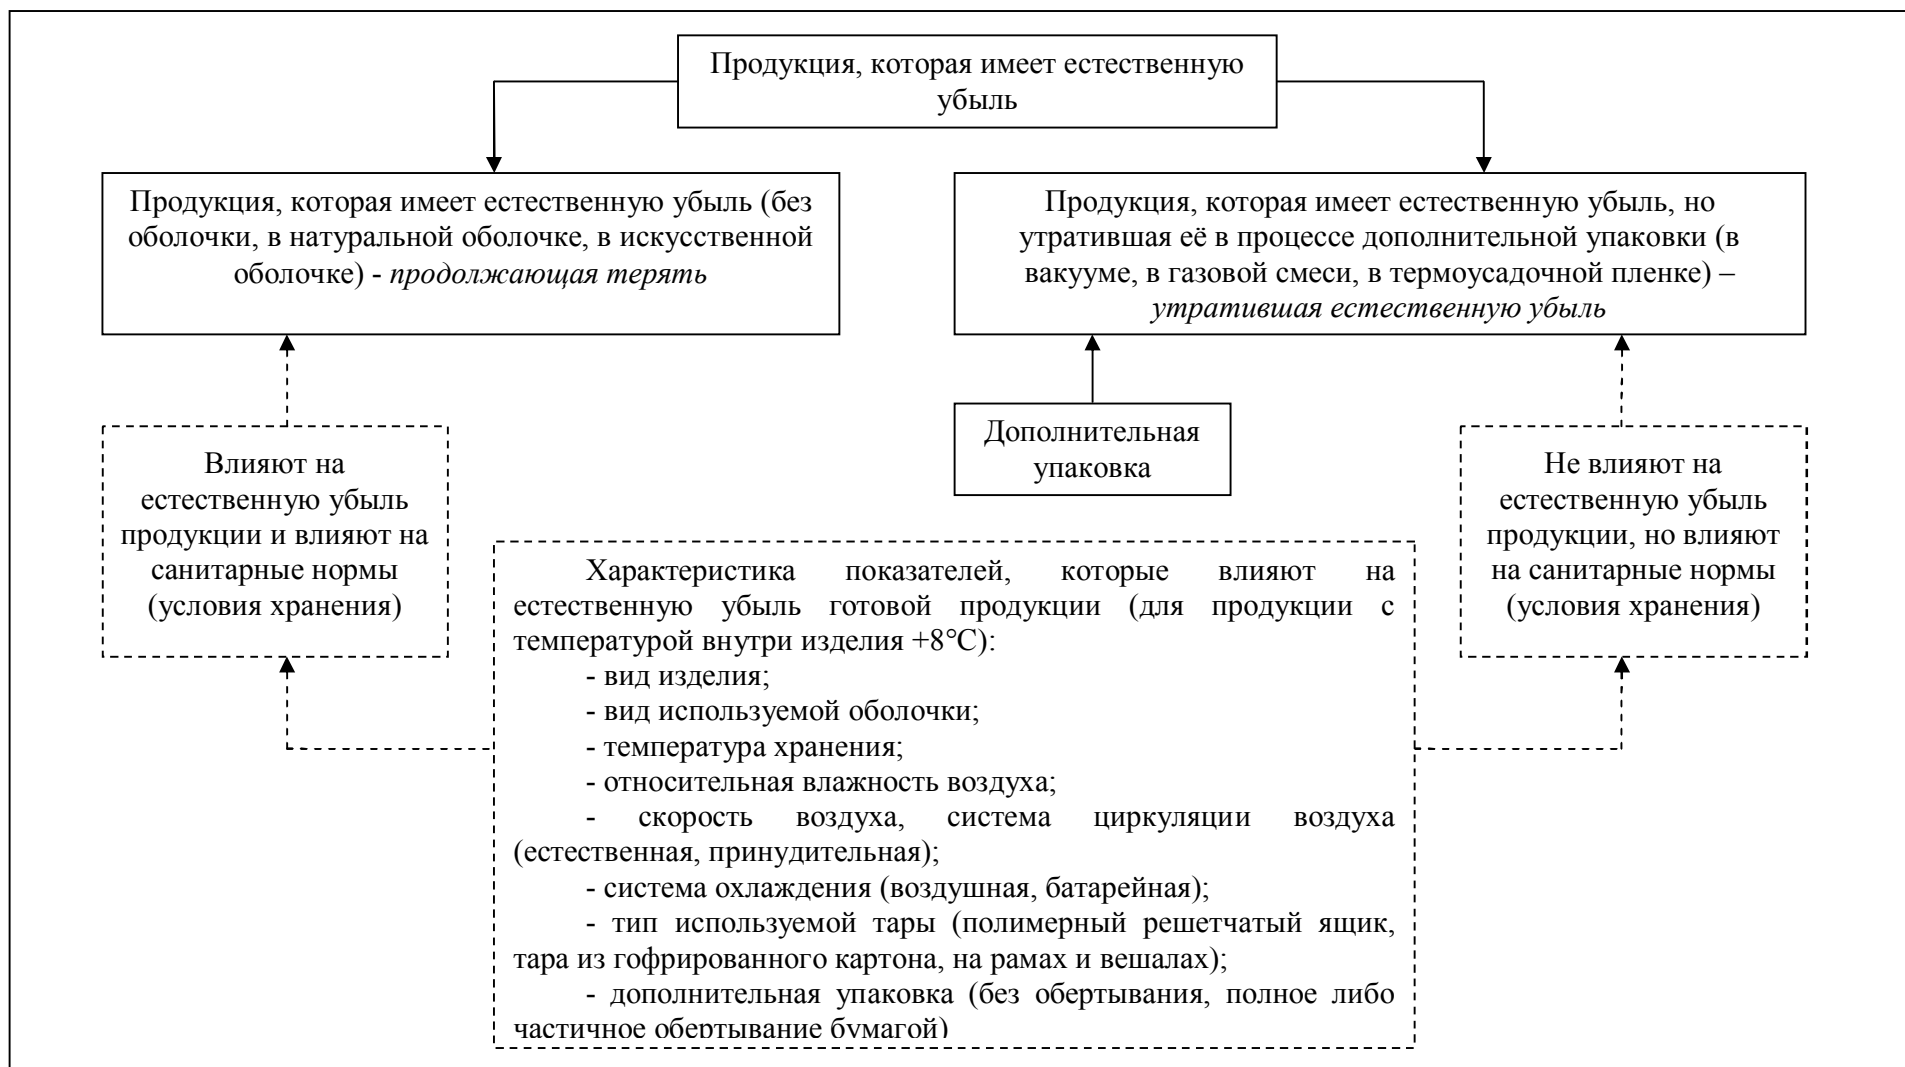 Продукция, которая имеет естественную
убыль
Продукция, которая имеет естественную убыль (без
оболочки, в натуральной оболочке, в искусственной
оболочке) - продолжающая терять
Продукция, которая имеет естественную убыль, но
утратившая её в процессе дополнительной упаковки (в
вакууме, в газовой смеси, в термоусадочной пленке) –
утратившая естественную убыль
Дополнительная
упаковка
Влияют на
естественную убыль
продукции и влияют на
санитарные нормы
(условия хранения)
Не влияют на
естественную убыль
продукции, но влияют
на санитарные нормы
(условия хранения)
Характеристика показателей, которые влияют на
естественную убыль готовой продукции (для продукции с
температурой внутри изделия +8°С):
- вид изделия;
- вид используемой оболочки;
- температура хранения;
- относительная влажность воздуха;
- скорость воздуха, система циркуляции воздуха
(естественная, принудительная);
- система охлаждения (воздушная, батарейная);
- тип используемой тары (полимерный решетчатый ящик,
тара из гофрированного картона, на рамах и вешалах);
- дополнительная упаковка (без обертывания, полное либо
частичное обертывание бумагой)